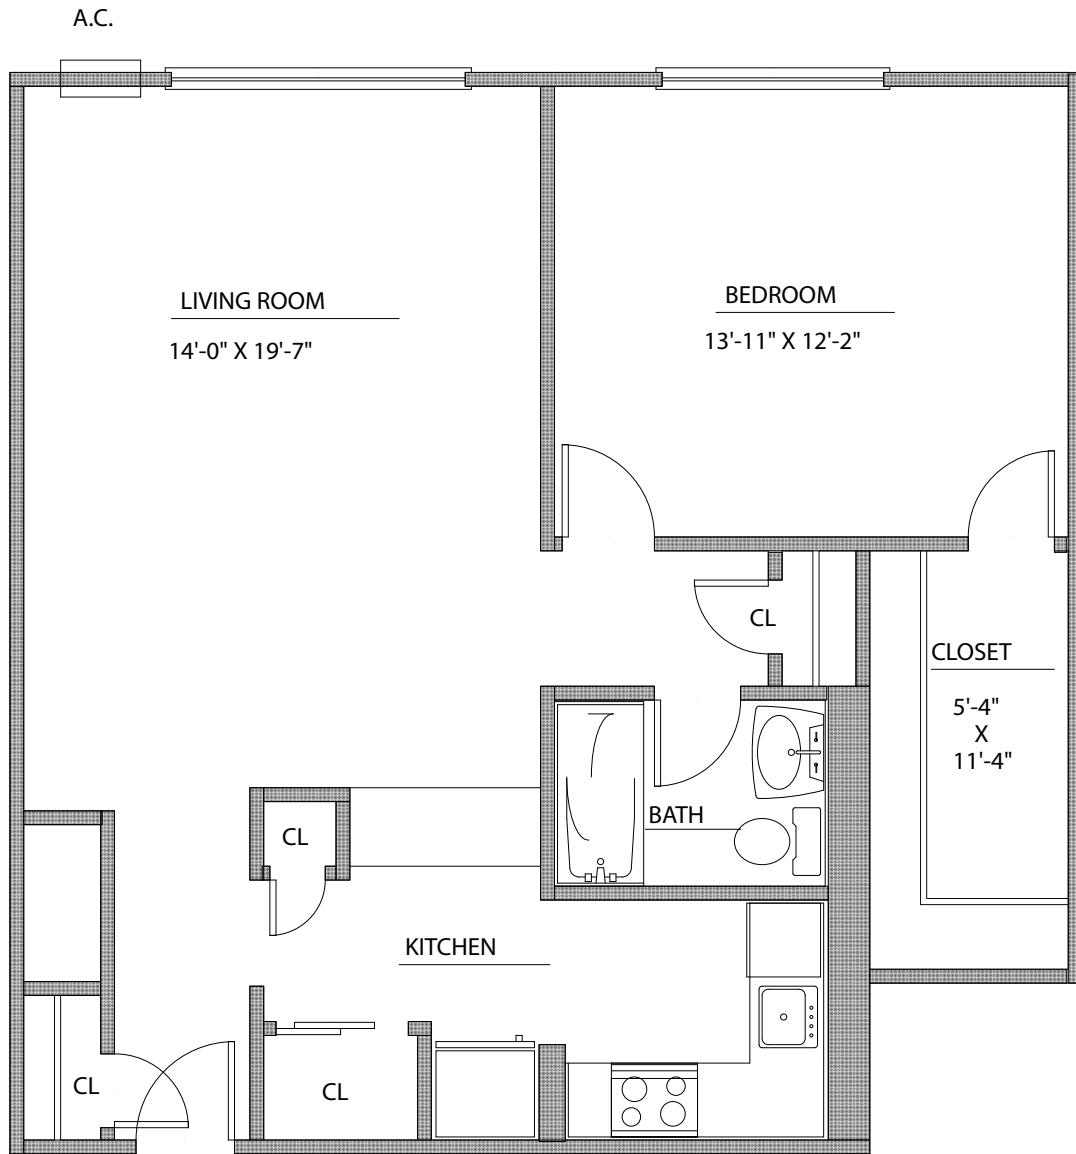 A.C.
LIVING ROOM
14'-0" X 19'-7"
BEDROOM
13'-11" X 12'-2"
CL
CLOSET
5'-4"
X
11'-4"
BATH
CL
KITCHEN
CL
CL